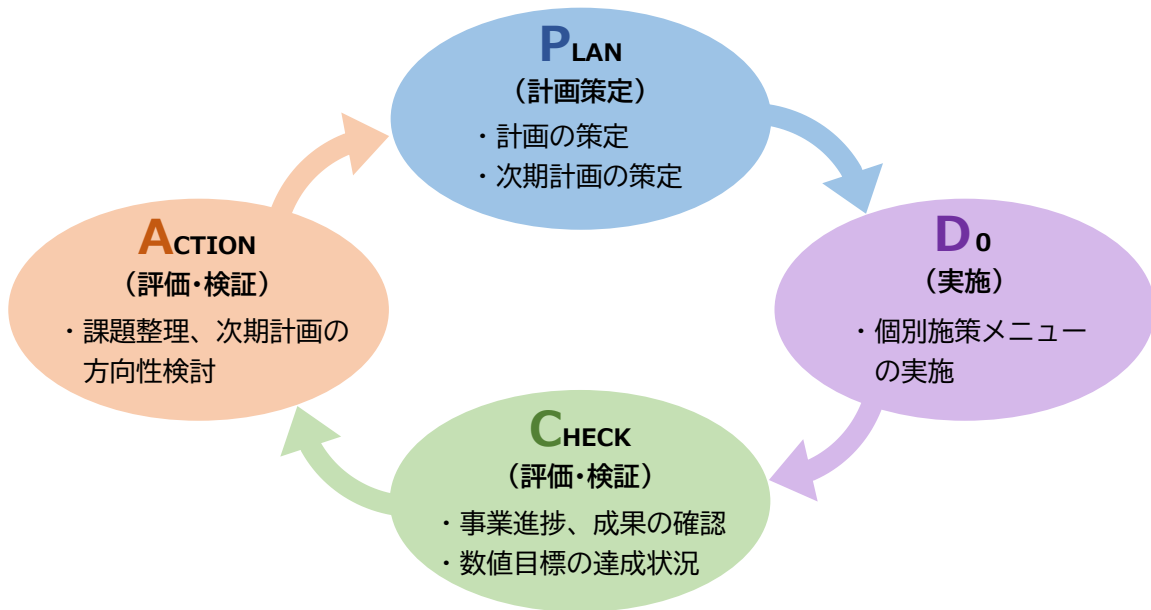 PLAN
（計画策定）
・計画の策定
・次期計画の策定
D0
（実施）
・個別施策メニュー
の実施
CHECK
（評価・検証）
・事業進捗、成果の確認
・数値目標の達成状況
ACTION
（評価・検証）
・課題整理、次期計画の
方向性検討